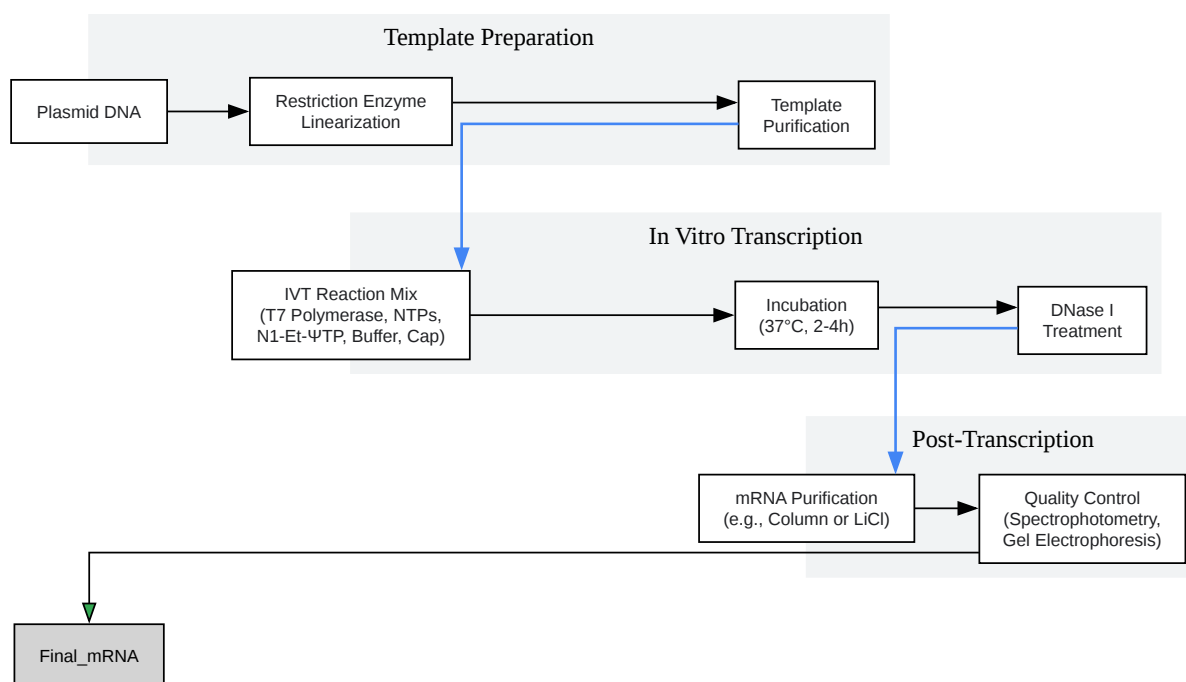 Template Preparation
Plasmid DNA
Restriction Enzyme
Linearization
Template
Purification
In Vitro Transcription
IVT Reaction Mix
(T7 Polymerase, NTPs,
N1-Et-ΨTP, Buffer, Cap)
Incubation
(37°C, 2-4h)
DNase I
Treatment
Post-Transcription
mRNA Purification
(e.g., Column or LiCl)
Quality Control
(Spectrophotometry,
Gel Electrophoresis)
Final_mRNA